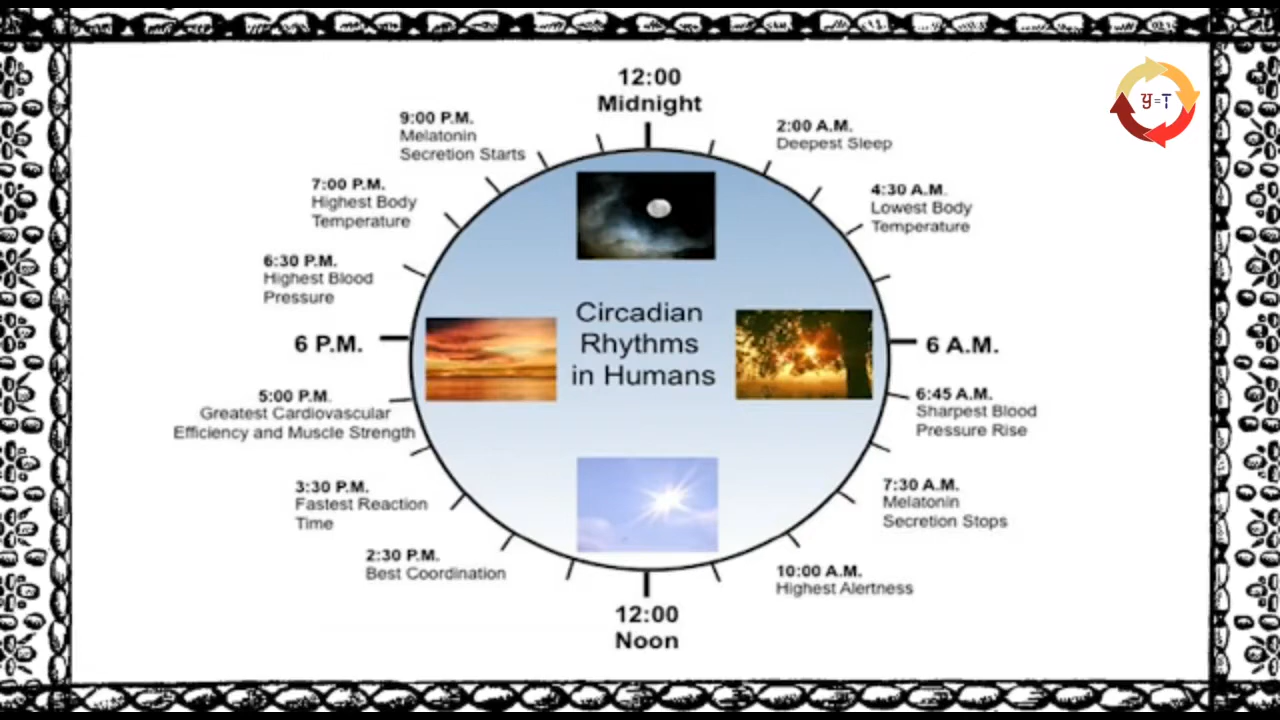 12:00
Midnight
2:00 A.M.
Deepest Sleep
4:30 A.M.
Lowest Body
Temperature
6 A.M.
6:45 A.M.
Sharpest Blood
Pressure Rise
7:30 A.M.
Melatonin
Secretion Stops
10:00 A.M.
Highest Alertness
12:00
Noon
2:30 P.M.
Best Coordination
3:30 P.M.
Fastest Reaction
Time
5:00 P.M.
Greatest Cardiovascular
Efficiency and Muscle Strength
6 P.M.
6:30 P.M.
Highest Blood
Pressure
7:00 P.M.
Highest Body
Temperature
9:00 P.M.
Melatonin
Secretion Starts
Circadian
Rhythms
in Humans